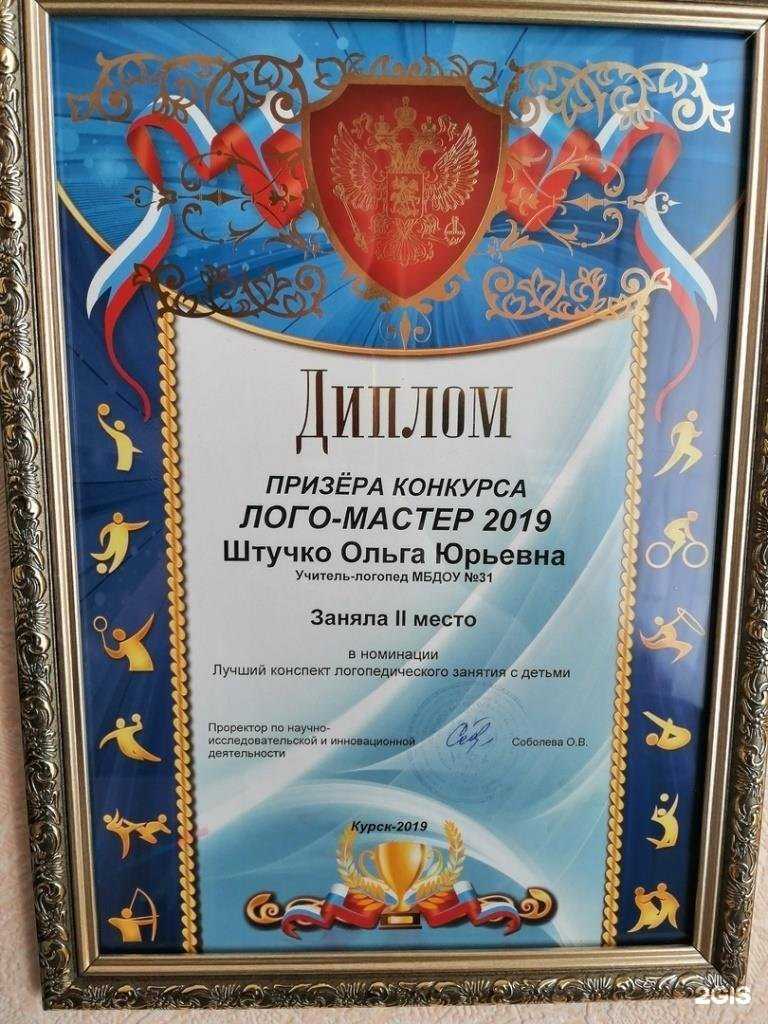 Диплом
ПРИЗЁРА КОНКУРСА
ЛОГО-МАСТЕР 2019
Штучко Ольга Юрьевна
Учитель-логопед МБДОУ №31
Заняла II место
в номинации
Лучший конспект логопедического занятия с детьми
Проректор по научно-
исследовательской и инновационной
деятельности
Соболева О.В.
Курск-2019
2GIS